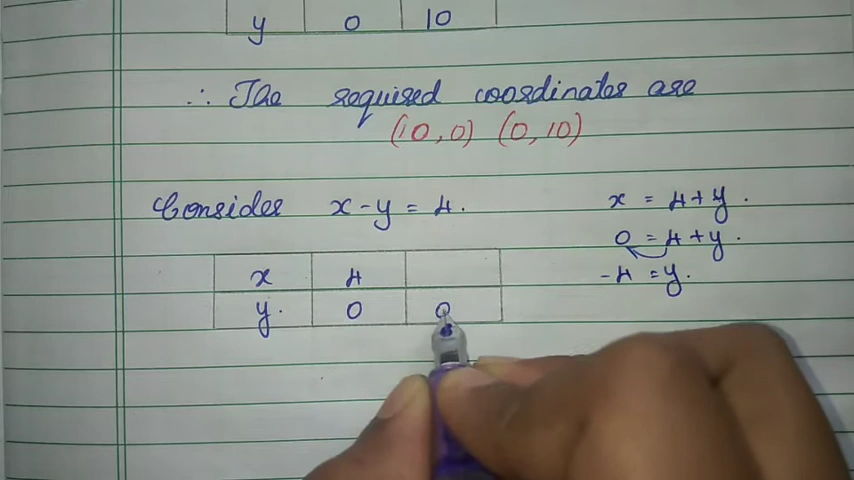 y 0 10
∴ The required coordinates are
(10,0) (0,10)
Consider x - y = 4.
x = 4 + y.
0 = 4 + y.
-4 = y.
x 4
y. 0 0